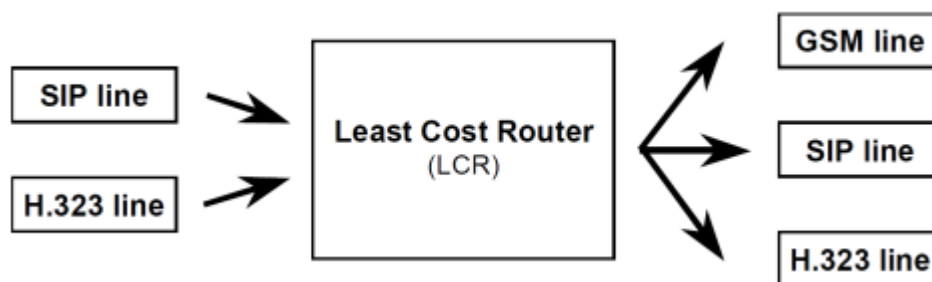 SIP line
H.323 line
Least Cost Router
(LCR)
GSM line
SIP line
H.323 line